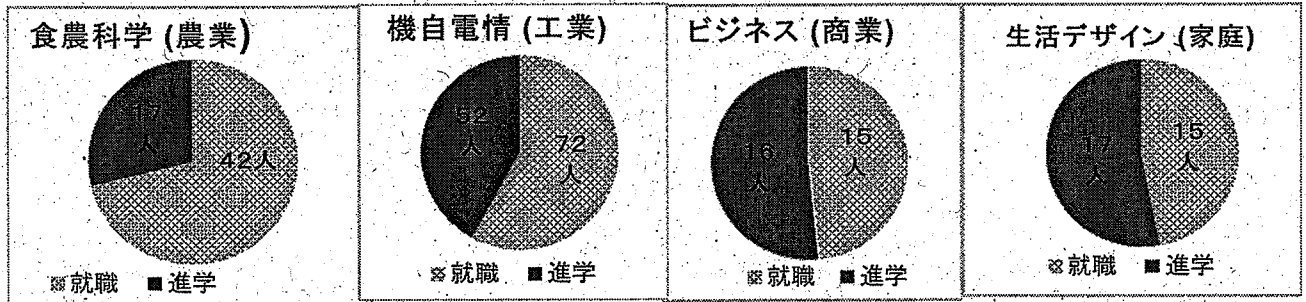 食農科学 (農業)
17
人
42人
■就職 ■進学
機自電情 (工業)
52
人
72
人
■就職 ■進学
ビジネス (商業)
16
人
15
人
■就職 ■進学
生活デザイン (家庭)
17
人
15
人
■就職 ■進学